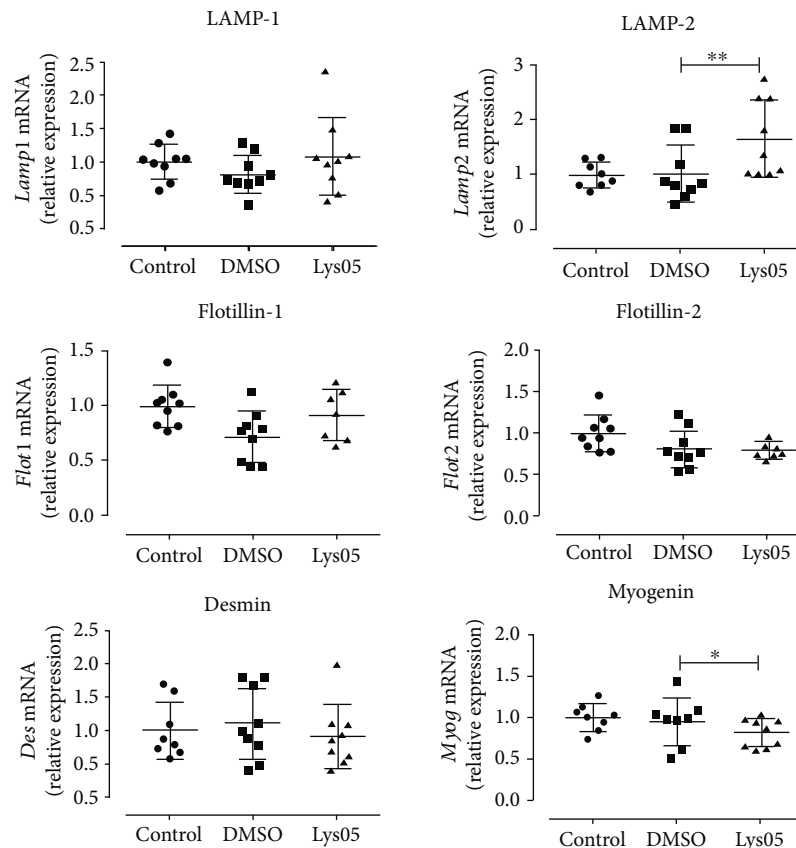 LAMP-1
Lamp1 mRNA
(relative expression)
2.5
2.0
1.5
1.0
0.5
0.5
Control DMSO Lys05
LAMP-2
**
Lamp2 mRNA
(relative expression)
3
2
1
0
Control DMSO Lys05
Flotillin-1
Flot1 mRNA
(relative expression)
1.5
1.0
0.5
0.0
Control DMSO Lys05
Flotillin-2
Flot2 mRNA
(relative expression)
2.0
1.5
1.0
0.5
0.0
Control DMSO Lys05
Desmin
Des mRNA
(relative expression)
2.5
2.0
1.5
1.0
0.5
0.5
Control DMSO Lys05
Myogenin
*
Myog mRNA
(relative expression)
2.0
1.5
1.0
0.5
0.0
Control DMSO Lys05